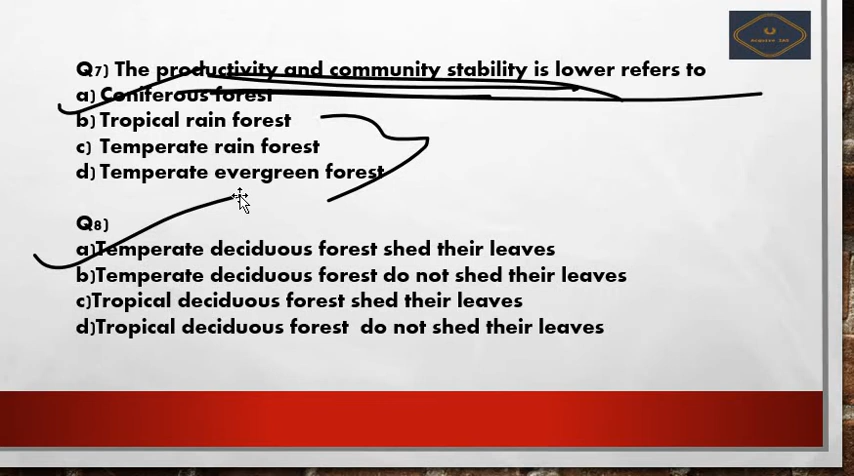 Q7) The productivity and community stability is lower refers to
a) Coniferous forest
b) Tropical rain forest
c) Temperate rain forest
d) Temperate evergreen forest
Q8)
a)Temperate deciduous forest shed their leaves
b)Temperate deciduous forest do not shed their leaves
c)Tropical deciduous forest shed their leaves
d)Tropical deciduous forest do not shed their leaves